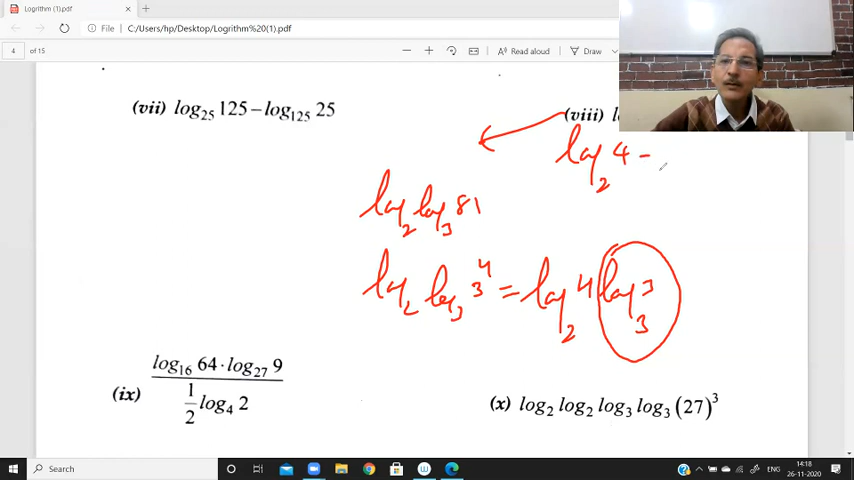 Logrithm (1).pdf
File C:/Users/hp/Desktop/Logrithm%20(1).pdf
4 of 15
Read aloud
Draw
(vii) log₂₅ 125 – log₁₂₅ 25
(viii)
log₂ 4 –
log₂ log₃ 81
log₂ log₃ 3⁴ = log₂ 4 log₃ 3
(ix) log₁₆ 64 · log₂₇ 9 / 1/2 log₄ 2
(x) log₂ log₂ log₃ log₃ (27)³
Search
ENG
14:18
26-11-2020